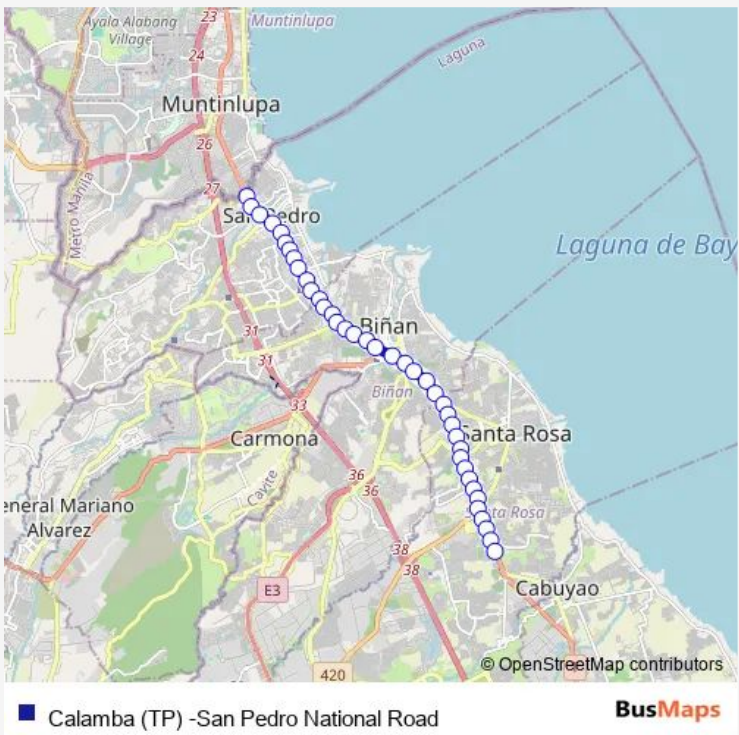 23
Ayala Alabang
Village
Muntinlupa
24
Laguna
Muntinlupa
26
27
San Pedro
Metro Manila
Laguna de Bay
31
Biñan
31
Biñan
33
Carmona
Santa Rosa
36
36
Cavite
eneral Mariano
Alvarez
ta Rosa
38
38
E3
Cabuyao
420
© OpenStreetMap contributors
Calamba (TP) -San Pedro National Road
BusMaps